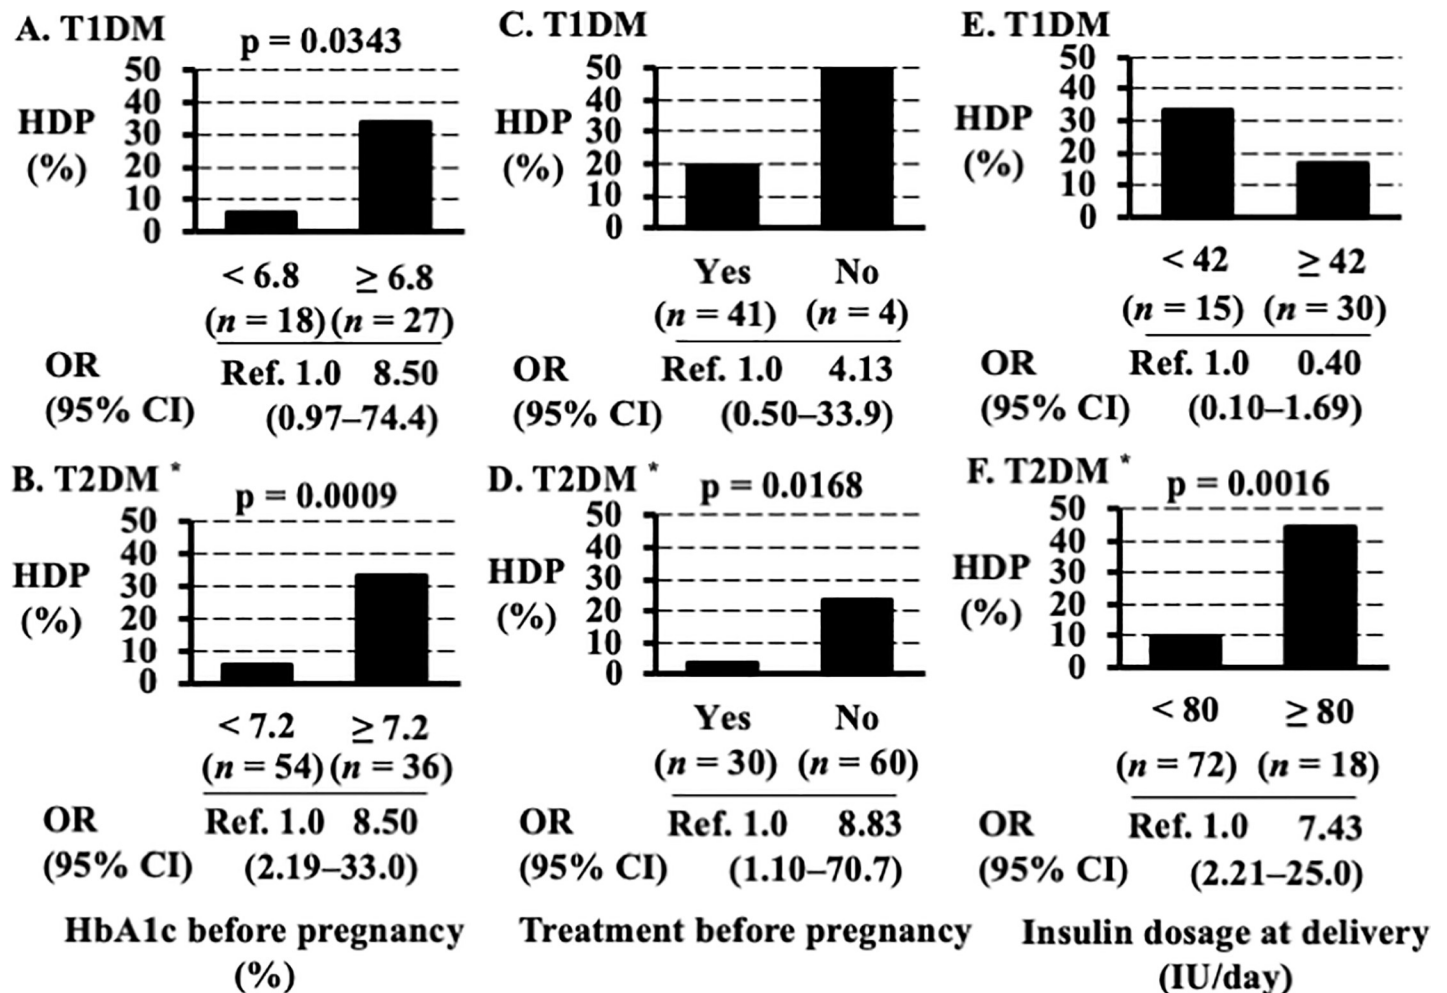 A. T1DM
p = 0.0343
50
40
30
20
10
0
HDP
(%)
< 6.8 ≥ 6.8
(n = 18) (n = 27)
OR Ref. 1.0 8.50
(95% CI) (0.97–74.4)
C. T1DM
50
40
30
20
10
0
HDP
(%)
Yes No
(n = 41) (n = 4)
OR Ref. 1.0 4.13
(95% CI) (0.50–33.9)
E. T1DM
50
40
30
20
10
0
HDP
(%)
< 42 ≥ 42
(n = 15) (n = 30)
OR Ref. 1.0 0.40
(95% CI) (0.10–1.69)
B. T2DM *
p = 0.0009
50
40
30
20
10
0
HDP
(%)
< 7.2 ≥ 7.2
(n = 54) (n = 36)
OR Ref. 1.0 8.50
(95% CI) (2.19–33.0)
HbA1c before pregnancy
(%)
D. T2DM *
p = 0.0168
50
40
30
20
10
0
HDP
(%)
Yes No
(n = 30) (n = 60)
OR Ref. 1.0 8.83
(95% CI) (1.10–70.7)
Treatment before pregnancy
F. T2DM *
p = 0.0016
50
40
30
20
10
0
HDP
(%)
< 80 ≥ 80
(n = 72) (n = 18)
OR Ref. 1.0 7.43
(95% CI) (2.21–25.0)
Insulin dosage at delivery
(IU/day)